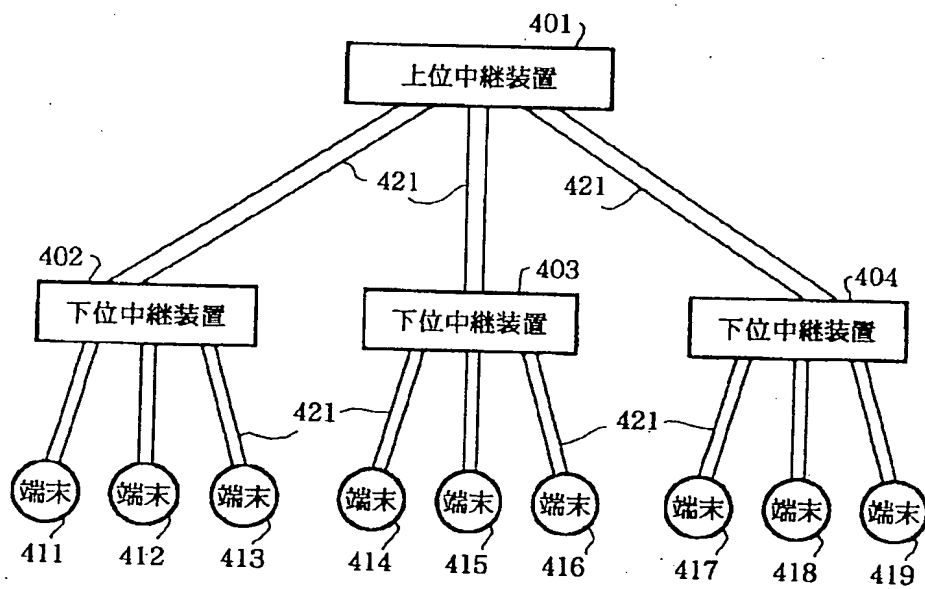 401
上位中継装置
421
421
402
403
404
下位中継装置
下位中継装置
下位中継装置
421
421
端末
端末
端末
端末
端末
端末
端末
端末
端末
411
412
413
414
415
416
417
418
419